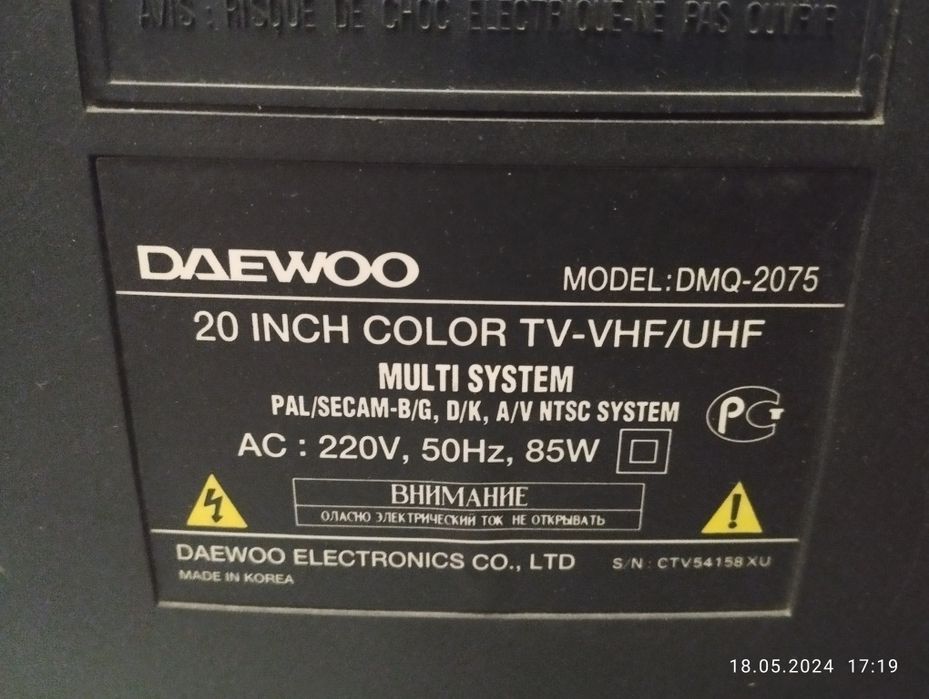 AVIS : RISQUE DE CHOC ELECTRIQUE-NE PAS OUVRIR
DAEWOO
MODEL:DMQ-2075
20 INCH COLOR TV-VHF/UHF
MULTI SYSTEM
PAL/SECAM-B/G, D/K, A/V NTSC SYSTEM
AC : 220V, 50Hz, 85W
ВНИМАНИЕ
ОЛАСНО ЭЛЕКТРИЧЕСКИЙ ТОК НЕ ОТКРЫВАТЬ
DAEWOO ELECTRONICS CO., LTD
S/N : CTV54158XU
MADE IN KOREA
18.05.2024 17:19